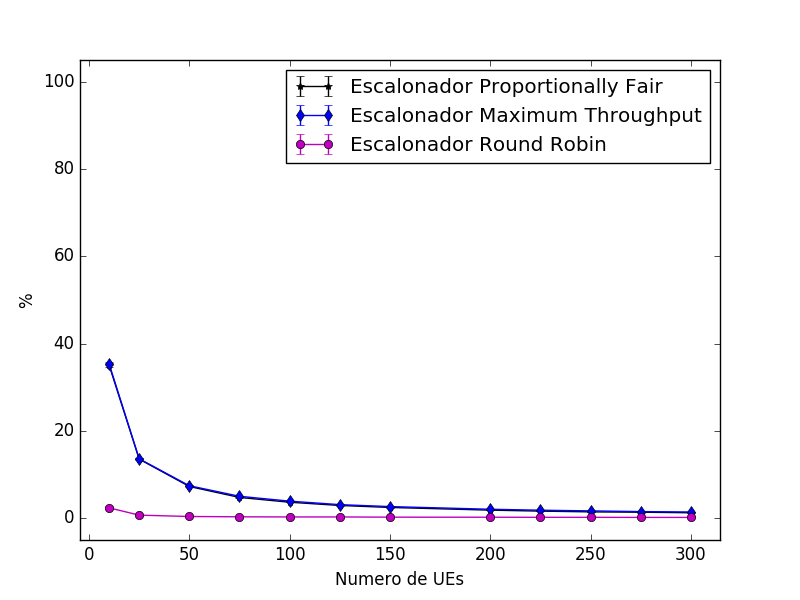 100
80
60
40
20
0
%
Escalonador Proportionally Fair
Escalonador Maximum Throughput
Escalonador Round Robin
0 50 100 150 200 250 300
Numero de UEs